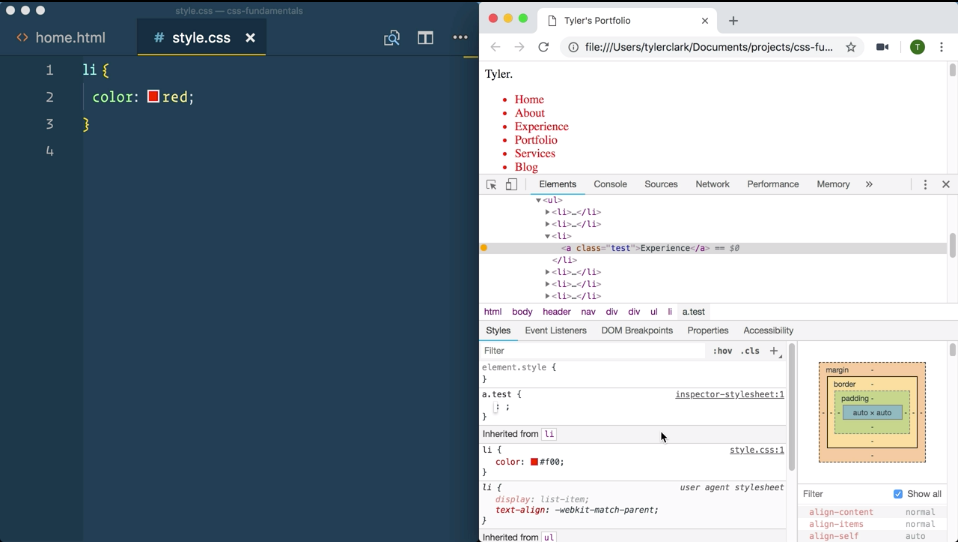 style.css — css-fundamentals
<> home.html
# style.css ×
1 li {
2 color: red;
3 }
4
Tyler's Portfolio × +
file:///Users/tylerclark/Documents/projects/css-fu...
T
Tyler.
• Home
• About
• Experience
• Portfolio
• Services
• Blog
Elements Console Sources Network Performance Memory »
▼<ul>
▶<li>…</li>
▶<li>…</li>
▼<li>
<a class="test">Experience</a> == $0
</li>
▶<li>…</li>
▶<li>…</li>
▶<li>…</li>
html body header nav div div ul li a.test
Styles Event Listeners DOM Breakpoints Properties Accessibility
Filter :hov .cls +
element.style {
}
a.test { inspector-stylesheet:1
: ;
}
Inherited from li
li { style.css:1
color: #f00;
}
li { user agent stylesheet
display: list-item;
text-align: -webkit-match-parent;
}
Inherited from ul
margin -
border -
padding -
- - - auto × auto - - -
-
-
-
Filter Show all
align-content normal
align-items normal
align-self auto